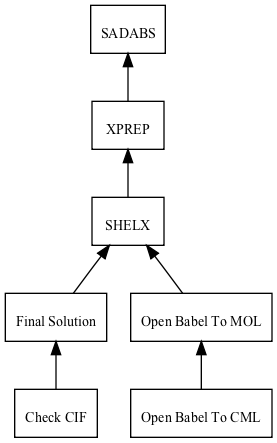 SADABS
XPREP
SHELX
Final Solution
Open Babel To MOL
Check CIF
Open Babel To CML